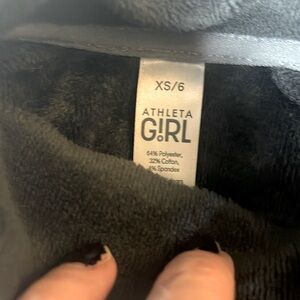 XS/6
ATHLETA
GIRL
64% Polyester,
32% Cotton,
4% Spandex